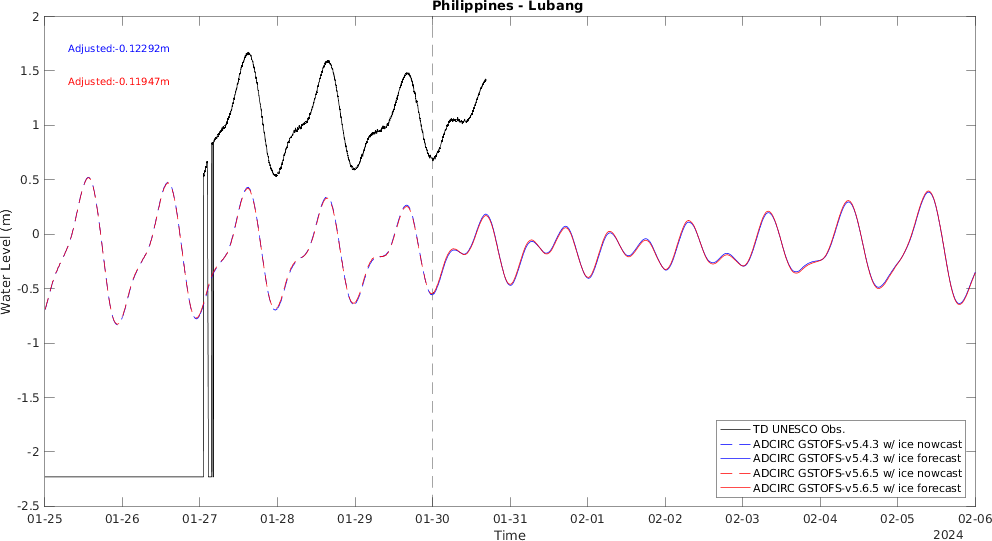 Philippines - Lubang
Adjusted:-0.12292m
Adjusted:-0.11947m
Water Level (m)
2
1.5
1
0.5
0
-0.5
-1
-1.5
-2
-2.5
TD UNESCO Obs.
ADCIRC GSTOFS-v5.4.3 w/ ice nowcast
ADCIRC GSTOFS-v5.4.3 w/ ice forecast
ADCIRC GSTOFS-v5.6.5 w/ ice nowcast
ADCIRC GSTOFS-v5.6.5 w/ ice forecast
01-25 01-26 01-27 01-28 01-29 01-30 01-31 02-01 02-02 02-03 02-04 02-05 02-06
Time
2024